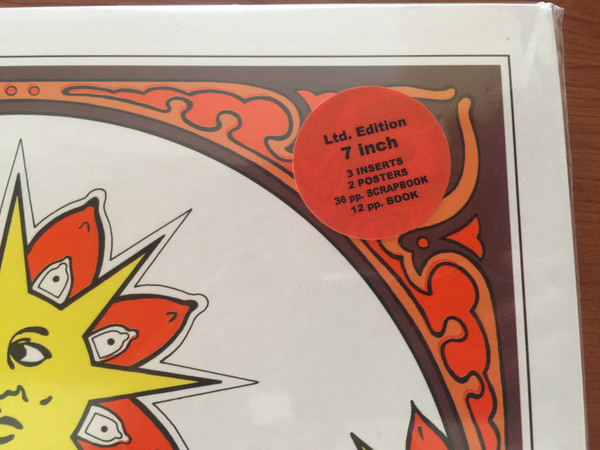 Ltd. Edition
7 inch
3 INSERTS
2 POSTERS
36 pp. SCRAPBOOK
12 pp. BOOK